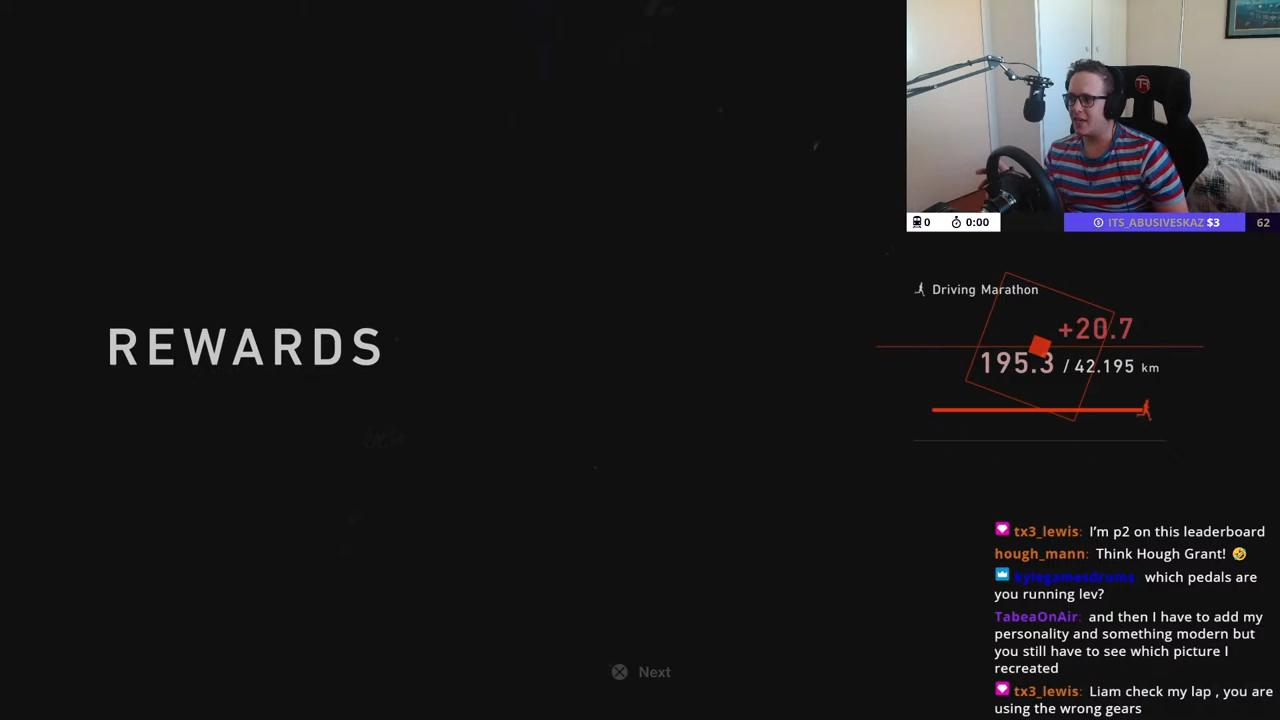 REWARDS
0
0:00
ITS_ABUSIVESKAZ $3
62
Driving Marathon
+20.7
195.3 / 42.195 km
tx3_lewis: I'm p2 on this leaderboard
hough_mann: Think Hough Grant! 🤣
kylegamesdrums: which pedals are
you running lev?
TabeaOnAir: and then I have to add my
personality and something modern but
you still have to see which picture I
recreated
tx3_lewis: Liam check my lap , you are
using the wrong gears
Next